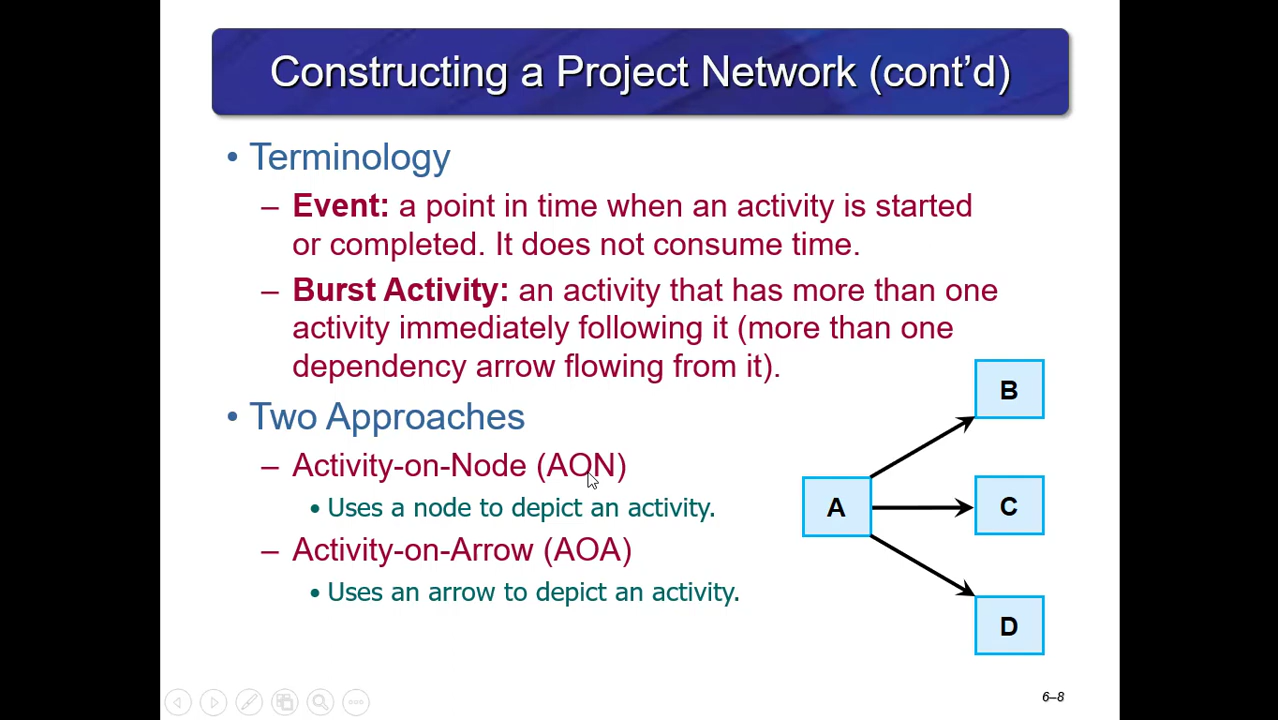 Constructing a Project Network (cont’d)
• Terminology
– Event: a point in time when an activity is started
or completed. It does not consume time.
– Burst Activity: an activity that has more than one
activity immediately following it (more than one
dependency arrow flowing from it).
• Two Approaches
– Activity-on-Node (AON)
• Uses a node to depict an activity.
– Activity-on-Arrow (AOA)
• Uses an arrow to depict an activity.
B
A
C
D
6–8